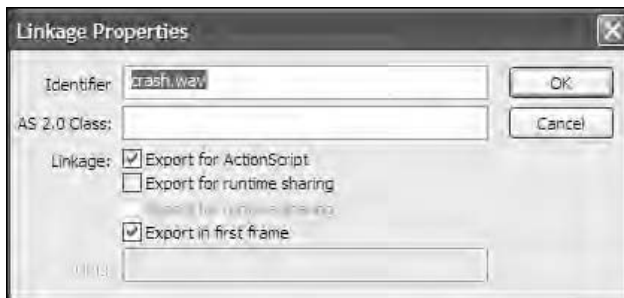 Linkage Properties
Identifier crash.wav OK
AS 2.0 Class: Cancel
Linkage: Export for ActionScript
Export for runtime sharing
Export in first frame